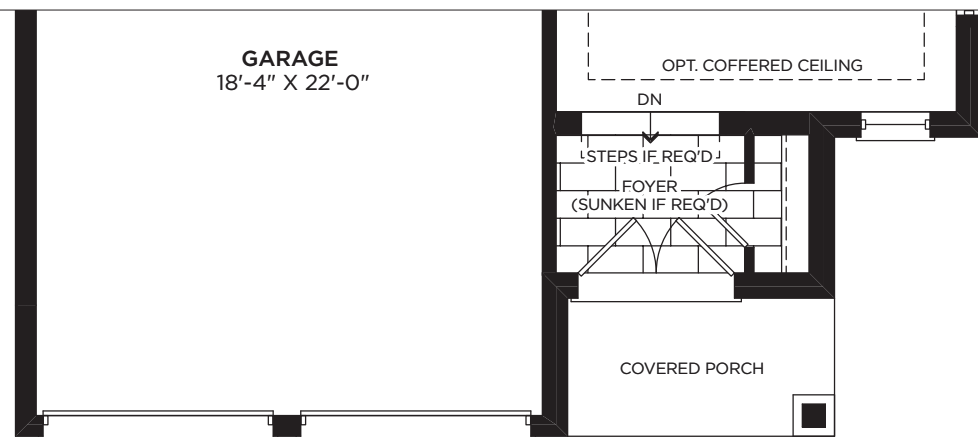 GARAGE
18'-4" X 22'-0"
OPT. COFFERED CEILING
DN
STEPS IF REQ'D
FOYER
(SUNKEN IF REQ'D)
COVERED PORCH